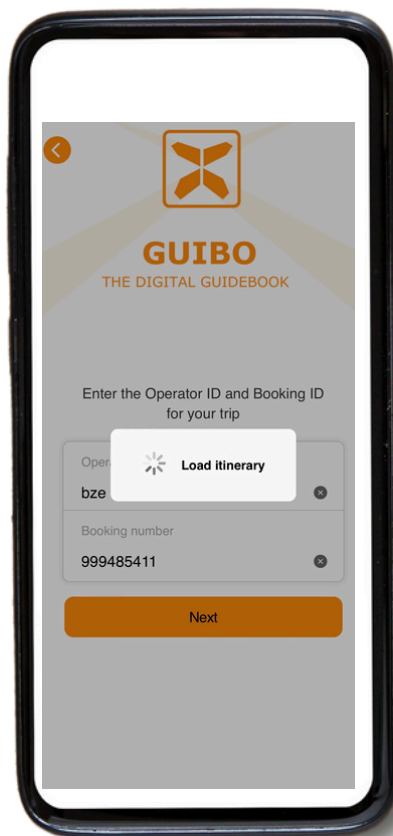 GUIBO
THE DIGITAL GUIDEBOOK
Enter the Operator ID and Booking ID
for your trip
Load itinerary
bze
Booking number
999485411
Next